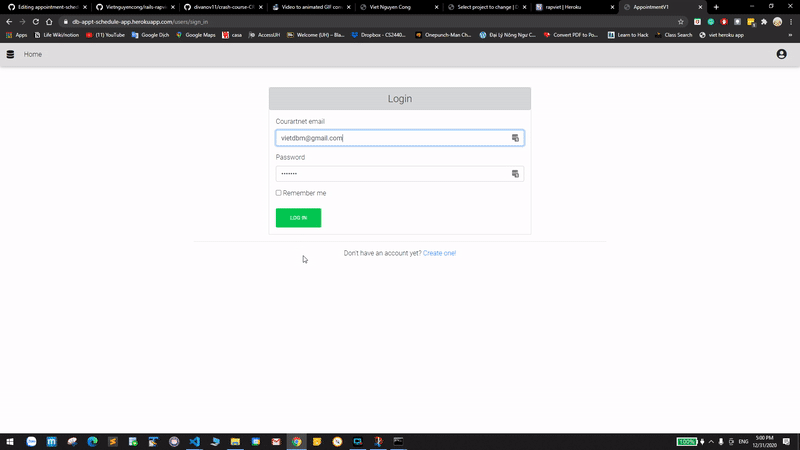 Editing appointment-sched
Vietnguyencong/rails-rapv
divanov11/crash-course-C
Video to animated GIF con
Viet Nguyen Cong
Select project to change | D
rapviet | Heroku
AppointmentV1
db-appt-schedule-app.herokuapp.com/users/sign_in
Apps
Life Wiki/notion
(11) YouTube
Google Dịch
Google Maps
casa
AccessUH
Welcome (UH) – Bla...
Dropbox - CS2440...
Onepunch-Man Ch...
Đại Lý Nông Ngư C...
Convert PDF to Po...
Learn to Hack
Class Search
viet heroku app
Home
Login
Courartnet email
vietdbm@gmail.com
Password
Remember me
LOG IN
Don't have an account yet? Create one!
100%
ENG
5:00 PM
12/31/2020